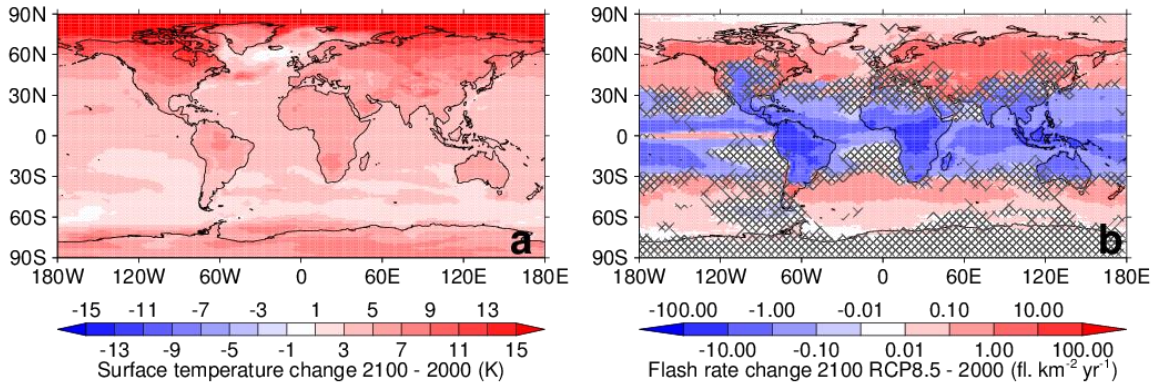 90N
60N
30N
0
30S
60S
90S
180W 120W 60W 0 60E 120E 180E
a
-15 -11 -7 -3 1 5 9 13
-13 -9 -5 -1 3 7 11 15
Surface temperature change 2100 - 2000 (K)
90N
60N
30N
0
30S
60S
90S
180W 120W 60W 0 60E 120E 180E
b
-100.00 -1.00 -0.01 0.10 10.00
-10.00 -0.10 0.01 1.00 100.00
Flash rate change 2100 RCP8.5 - 2000 (fl. km⁻² yr⁻¹)